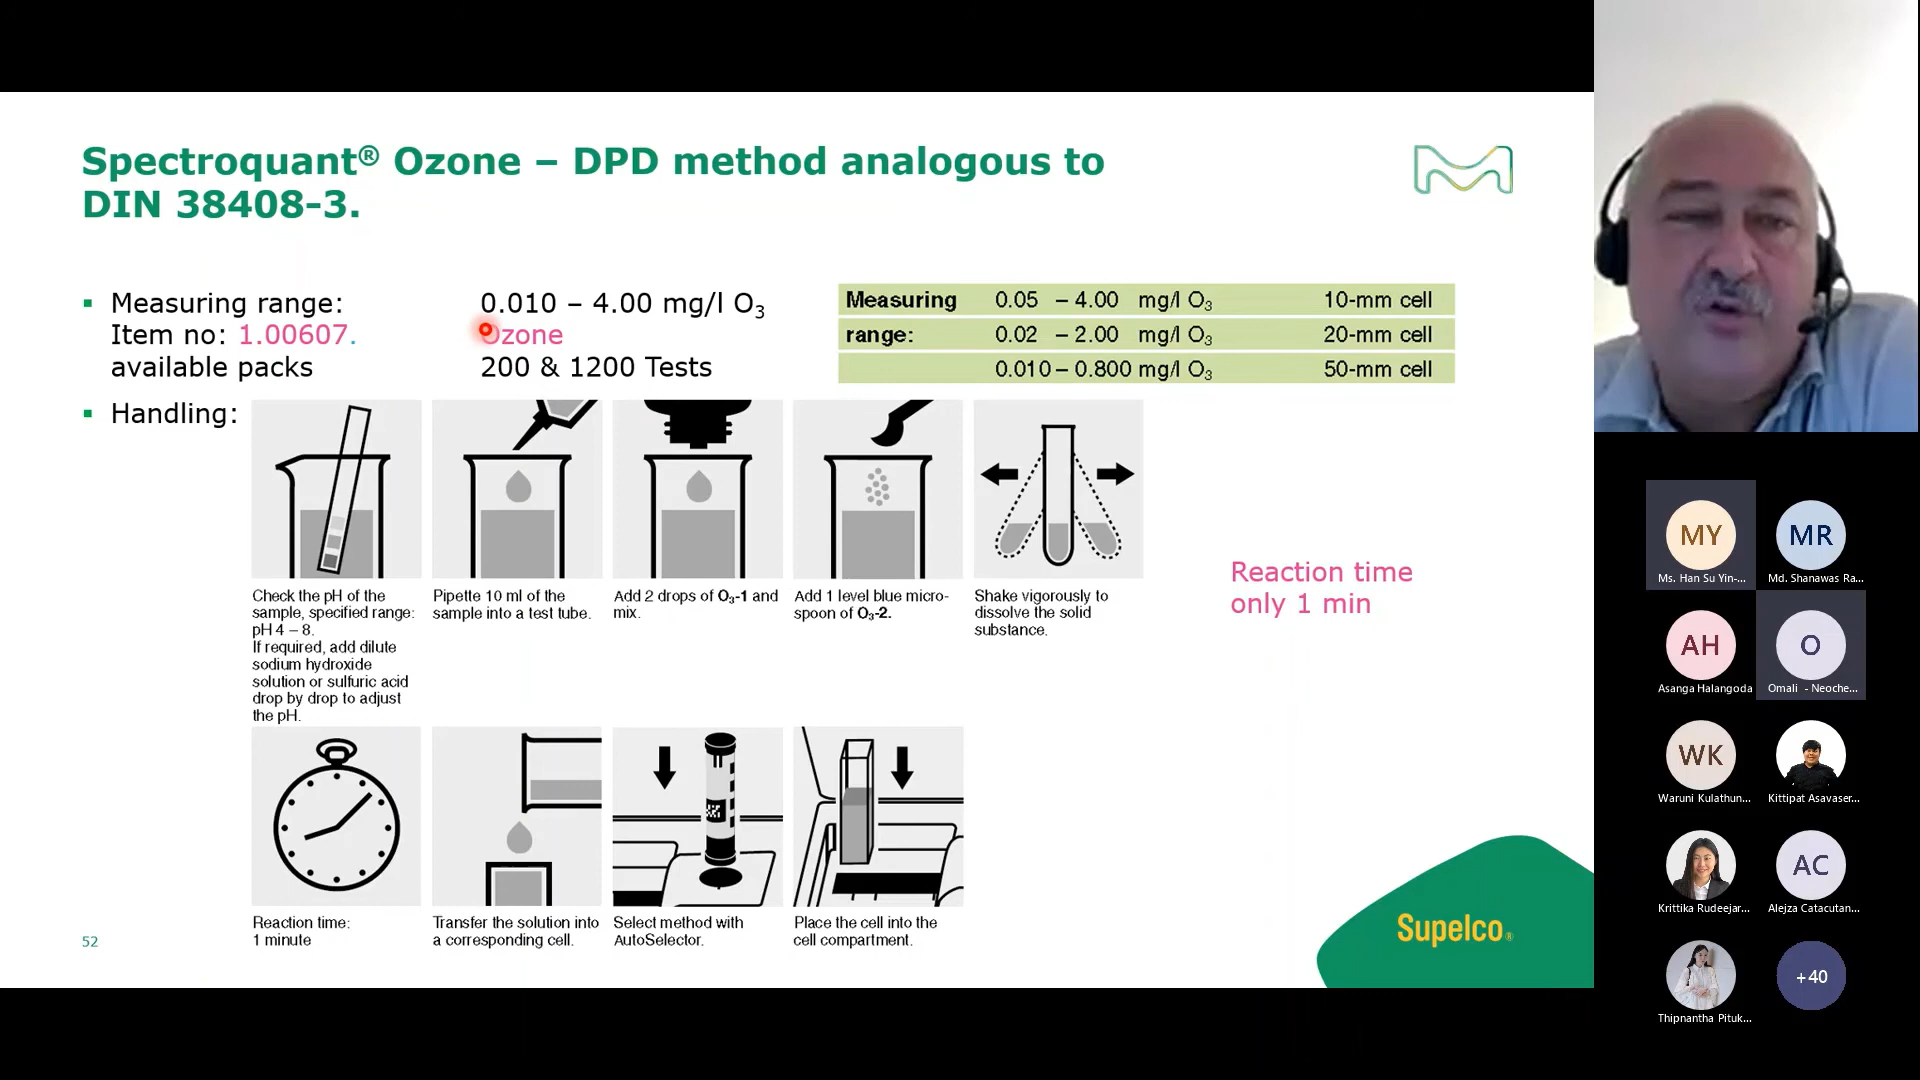 Spectroquant® Ozone – DPD method analogous to
DIN 38408-3.
Measuring range: 0.010 – 4.00 mg/l O₃
Item no: 1.00607. Ozone
available packs 200 & 1200 Tests
Measuring 0.05 – 4.00 mg/l O₃ 10-mm cell
range: 0.02 – 2.00 mg/l O₃ 20-mm cell
0.010 – 0.800 mg/l O₃ 50-mm cell
Handling:
Check the pH of the
sample, specified range:
pH 4 – 8.
If required, add dilute
sodium hydroxide
solution or sulfuric acid
drop by drop to adjust
the pH.
Pipette 10 ml of the
sample into a test tube.
Add 2 drops of O₃-1 and
mix.
Add 1 level blue micro-
spoon of O₃-2.
Shake vigorously to
dissolve the solid
substance.
Reaction time
only 1 min
Reaction time:
1 minute
Transfer the solution into
a corresponding cell.
Select method with
AutoSelector.
Place the cell into the
cell compartment.
52
Supelco®
MY
Ms. Han Su Yin-...
MR
Md. Shanawas Ra...
AH
Asanga Halangoda
O
Omali - Neoche...
WK
Waruni Kulathun...
Kittipat Asavaser...
Krittika Rudeejar...
AC
Alejza Catacutan...
Thipnantha Pituk...
+40